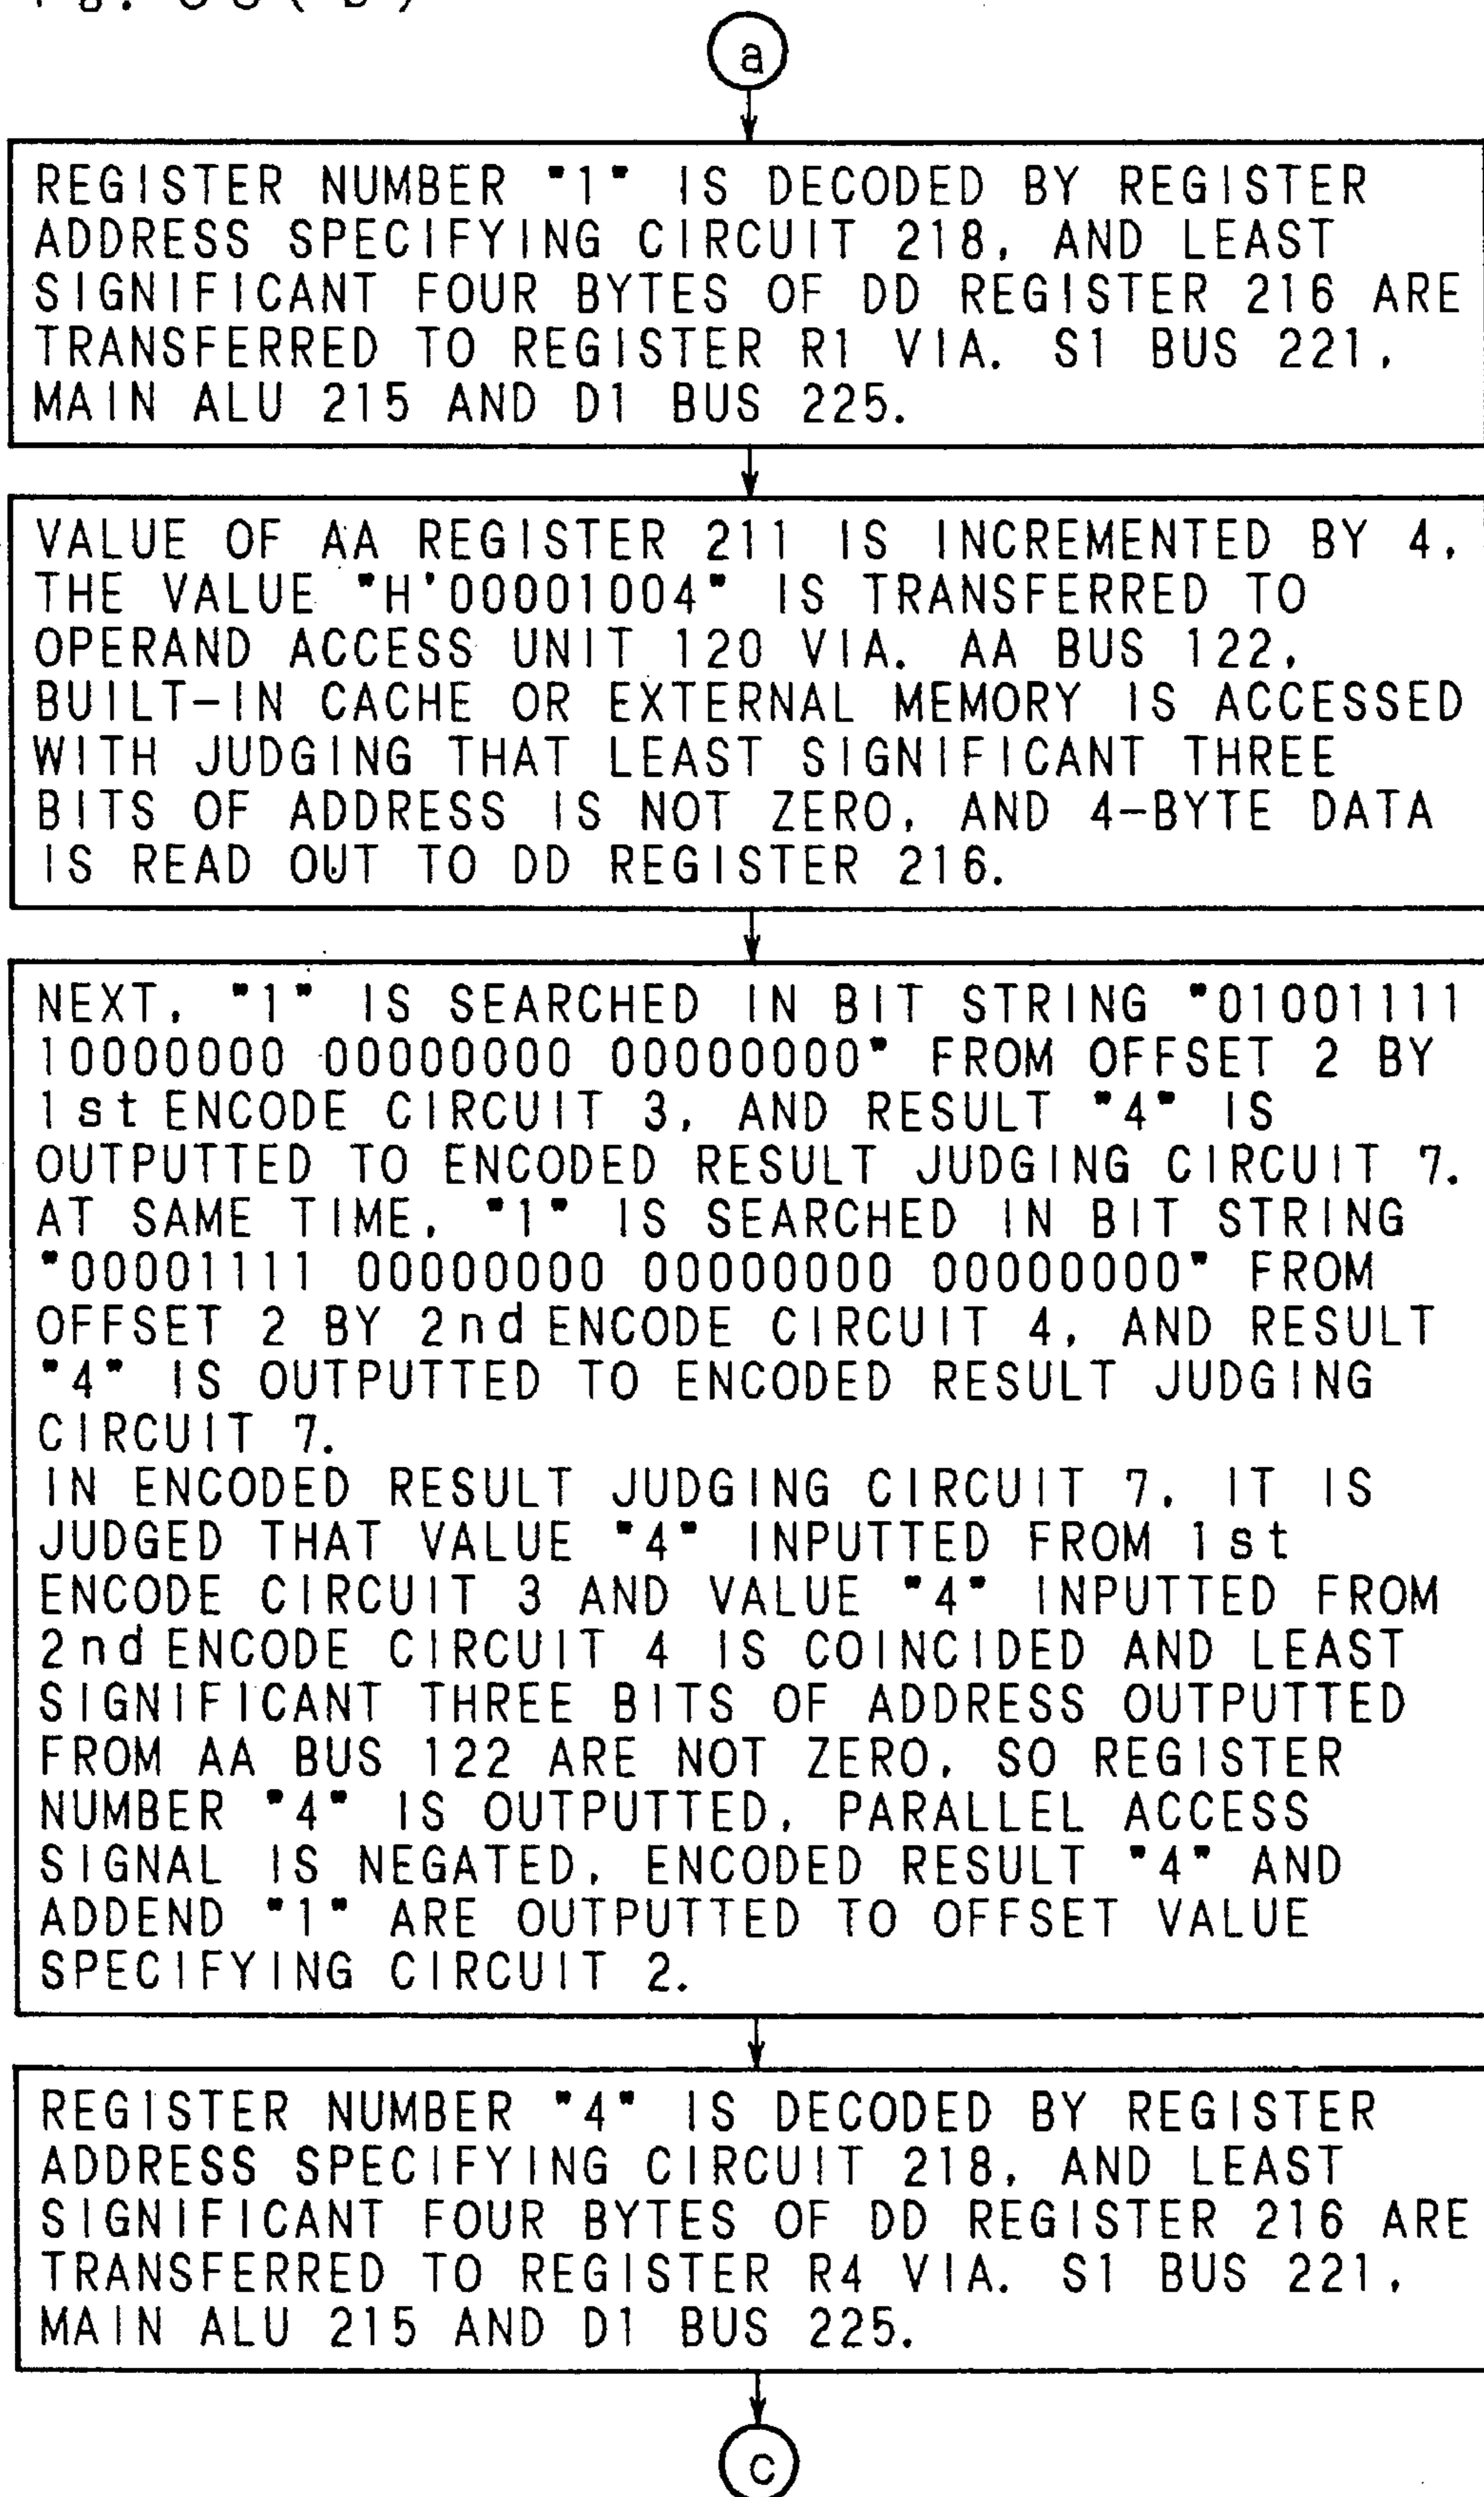 a
REGISTER NUMBER "1" IS DECODED BY REGISTER
ADDRESS SPECIFYING CIRCUIT 218, AND LEAST
SIGNIFICANT FOUR BYTES OF DD REGISTER 216 ARE
TRANSFERRED TO REGISTER R1 VIA. S1 BUS 221,
MAIN ALU 215 AND D1 BUS 225.
VALUE OF AA REGISTER 211 IS INCREMENTED BY 4,
THE VALUE "H'00001004" IS TRANSFERRED TO
OPERAND ACCESS UNIT 120 VIA. AA BUS 122,
BUILT-IN CACHE OR EXTERNAL MEMORY IS ACCESSED
WITH JUDGING THAT LEAST SIGNIFICANT THREE
BITS OF ADDRESS IS NOT ZERO, AND 4-BYTE DATA
IS READ OUT TO DD REGISTER 216.
NEXT, "1" IS SEARCHED IN BIT STRING "01001111
10000000 00000000 00000000" FROM OFFSET 2 BY
1st ENCODE CIRCUIT 3, AND RESULT "4" IS
OUTPUTTED TO ENCODED RESULT JUDGING CIRCUIT 7.
AT SAME TIME, "1" IS SEARCHED IN BIT STRING
"00001111 00000000 00000000 00000000" FROM
OFFSET 2 BY 2nd ENCODE CIRCUIT 4, AND RESULT
"4" IS OUTPUTTED TO ENCODED RESULT JUDGING
CIRCUIT 7.
IN ENCODED RESULT JUDGING CIRCUIT 7, IT IS
JUDGED THAT VALUE "4" INPUTTED FROM 1st
ENCODE CIRCUIT 3 AND VALUE "4" INPUTTED FROM
2nd ENCODE CIRCUIT 4 IS COINCIDED AND LEAST
SIGNIFICANT THREE BITS OF ADDRESS OUTPUTTED
FROM AA BUS 122 ARE NOT ZERO, SO REGISTER
NUMBER "4" IS OUTPUTTED, PARALLEL ACCESS
SIGNAL IS NEGATED, ENCODED RESULT "4" AND
ADDEND "1" ARE OUTPUTTED TO OFFSET VALUE
SPECIFYING CIRCUIT 2.
REGISTER NUMBER "4" IS DECODED BY REGISTER
ADDRESS SPECIFYING CIRCUIT 218, AND LEAST
SIGNIFICANT FOUR BYTES OF DD REGISTER 216 ARE
TRANSFERRED TO REGISTER R4 VIA. S1 BUS 221,
MAIN ALU 215 AND D1 BUS 225.
c